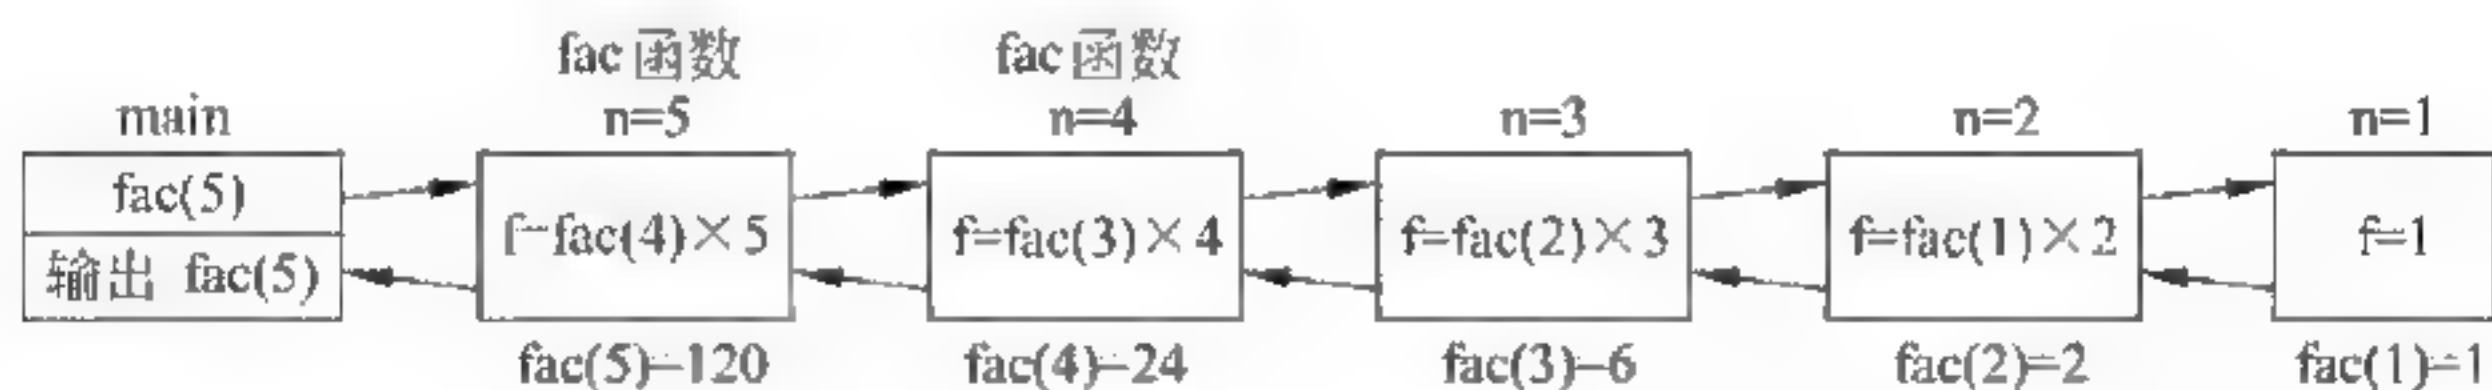 fac 函数 fac 函数
main n=5 n=4 n=3 n=2 n=1
fac(5)
f=fac(4)×5 f=fac(3)×4 f=fac(2)×3 f=fac(1)×2 f=1
输出 fac(5)
fac(5)=120 fac(4)=24 fac(3)=6 fac(2)=2 fac(1)=1